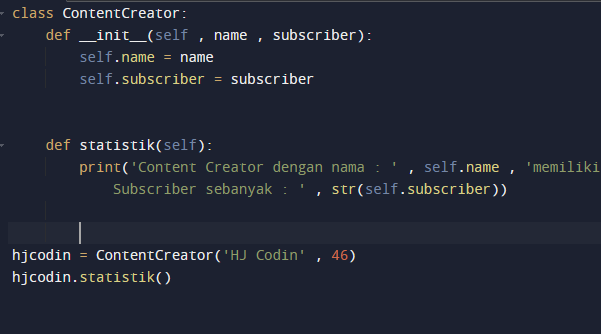 class ContentCreator:
def __init__(self , name , subscriber):
self.name = name
self.subscriber = subscriber
def statistik(self):
print('Content Creator dengan nama : ' , self.name , 'memiliki
Subscriber sebanyak : ' , str(self.subscriber))
hjcodin = ContentCreator('HJ Codin' , 46)
hjcodin.statistik()